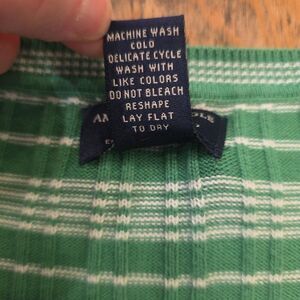 MACHINE WASH
COLD
DELICATE CYCLE
WASH WITH
LIKE COLORS
DO NOT BLEACH
RESHAPE
LAY FLAT
TO DRY